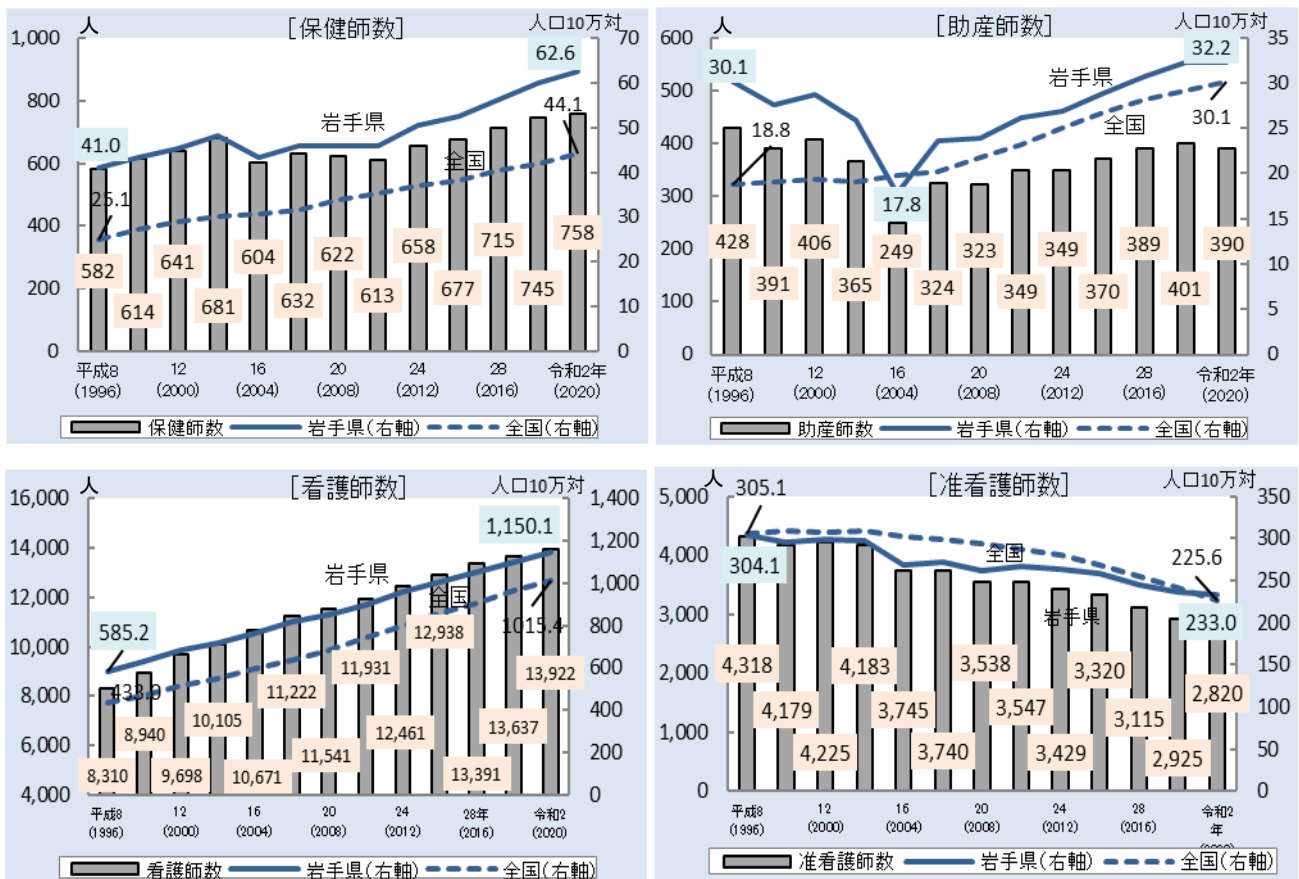 人 [保健師数] 人口10万対
1,000 70
800 60
50
600 40
400 30
20
200 10
0 0
62.6
44.1
41.0
25.1
岩手県
全国
582 641 604 622 658 715 758
614 681 632 613 677 745
平成8 12 16 20 24 28 令和2年
(1996) (2000) (2004) (2008) (2012) (2016) (2020)
保健師数 岩手県(右軸) 全国(右軸)
人 [助産師数] 人口10万対
600 35
500 30
400 25
20
300 15
200 10
100 5
0 0
30.1 32.2
18.8 30.1
17.8
岩手県
全国
428 406 249 323 349 389 390
391 365 324 349 370 401
平成8 12 16 20 24 28 令和2年
(1996) (2000) (2004) (2008) (2012) (2016) (2020)
助産師数 岩手県(右軸) 全国(右軸)
人 [看護師数] 人口10万対
16,000 1,400
14,000 1,200
12,000 1,000
10,000 800
600
8,000 400
6,000 200
4,000 0
1,150.1
岩手県
全国
585.2 1015.4
433.9
12,938
11,931 13,922
11,222
8,940 10,105 12,461 13,637
11,541
8,310 9,698 10,671 13,391
平成8 12 16 20 24 28年 令和2
(1996) (2000) (2004) (2008) (2012) (2016) (2020)
看護師数 岩手県(右軸) 全国(右軸)
人 [准看護師数] 人口10万対
5,000 350
4,000 300
250
3,000 200
2,000 150
100
1,000 50
0 0
305.1
304.1 225.6
233.0
全国
岩手県
4,318 4,183 3,538 3,320 2,820
4,179 3,745 3,547 3,115
4,225 3,740 3,429 2,925
平成8 12 16 20 24 28 令和2
(1996) (2000) (2004) (2008) (2012) (2016) 年
准看護師数 岩手県(右軸) 全国(右軸)